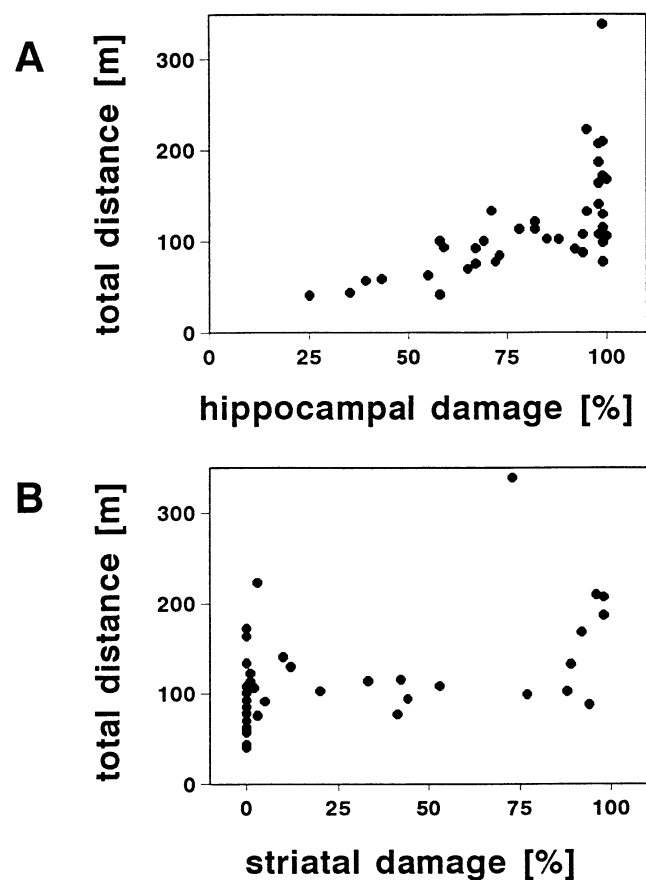 A
total distance [m]
300
200
100
0
0 25 50 75 100
hippocampal damage [%]
B
total distance [m]
300
200
100
0
0 25 50 75 100
striatal damage [%]